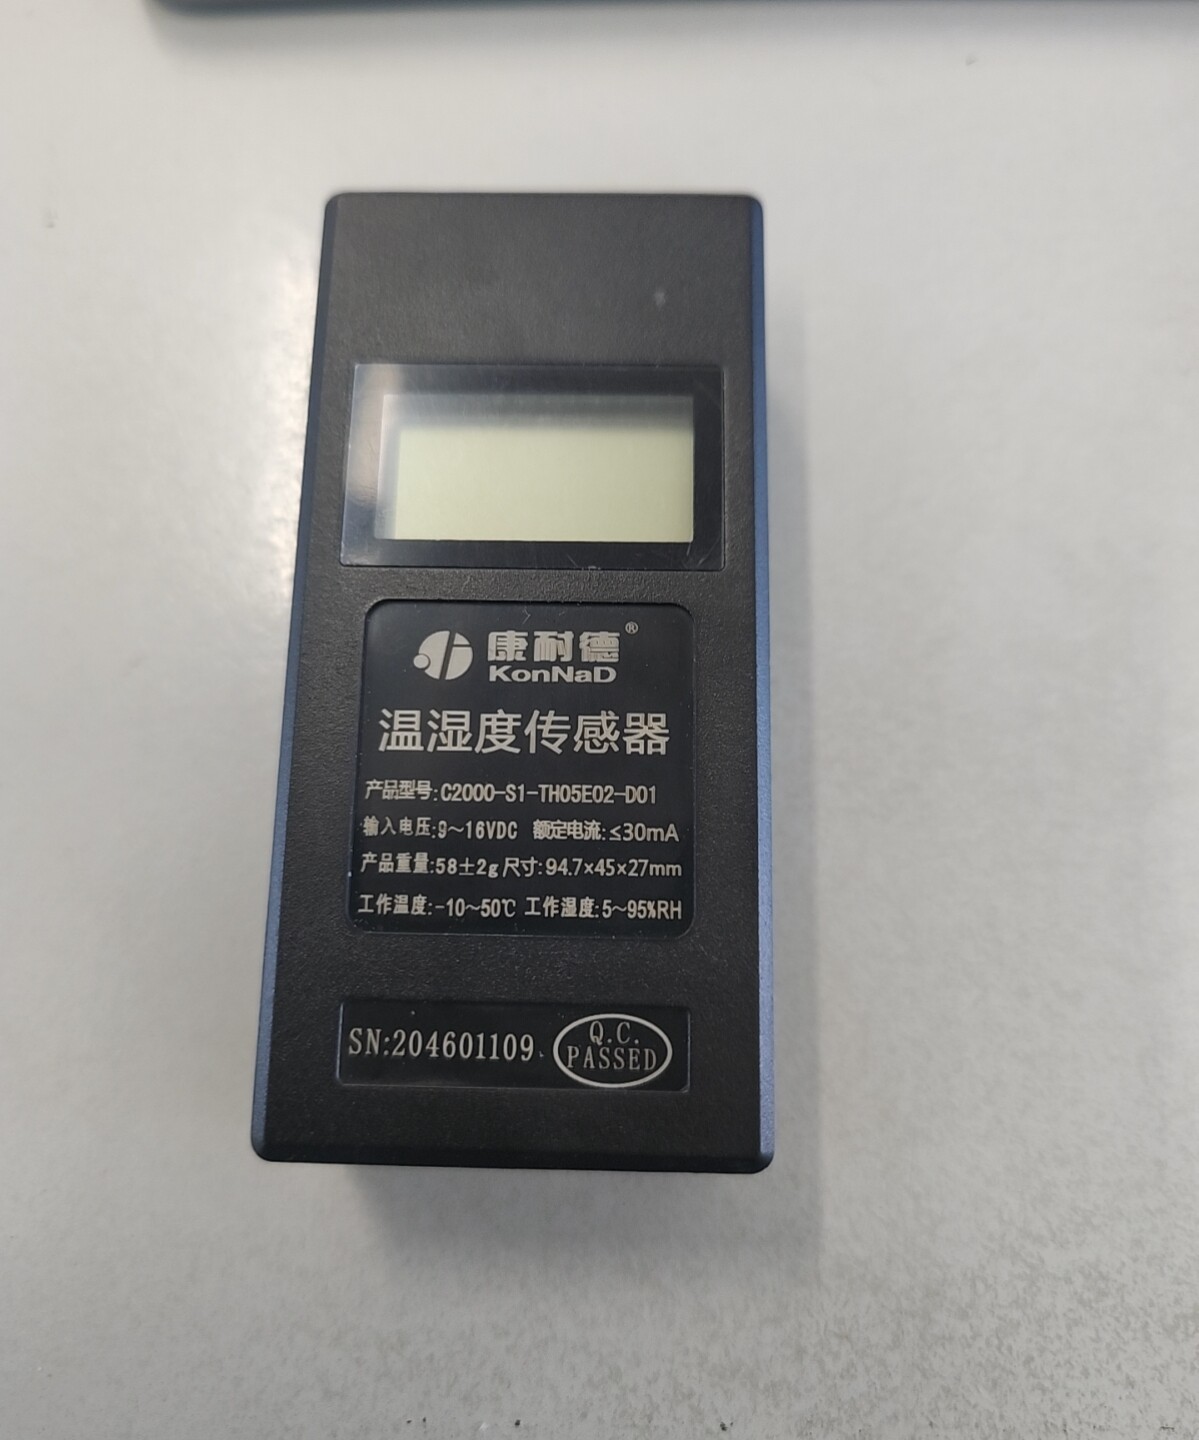 康耐德®
KonNaD
温湿度传感器
产品型号:C2000-S1-TH05E02-D01
输入电压:9～16VDC 额定电流:≤30mA
产品重量:58±2g 尺寸:94.7×45×27mm
工作温度:-10～50℃ 工作湿度:5～95%RH
SN:204601109
Q.C.
PASSED